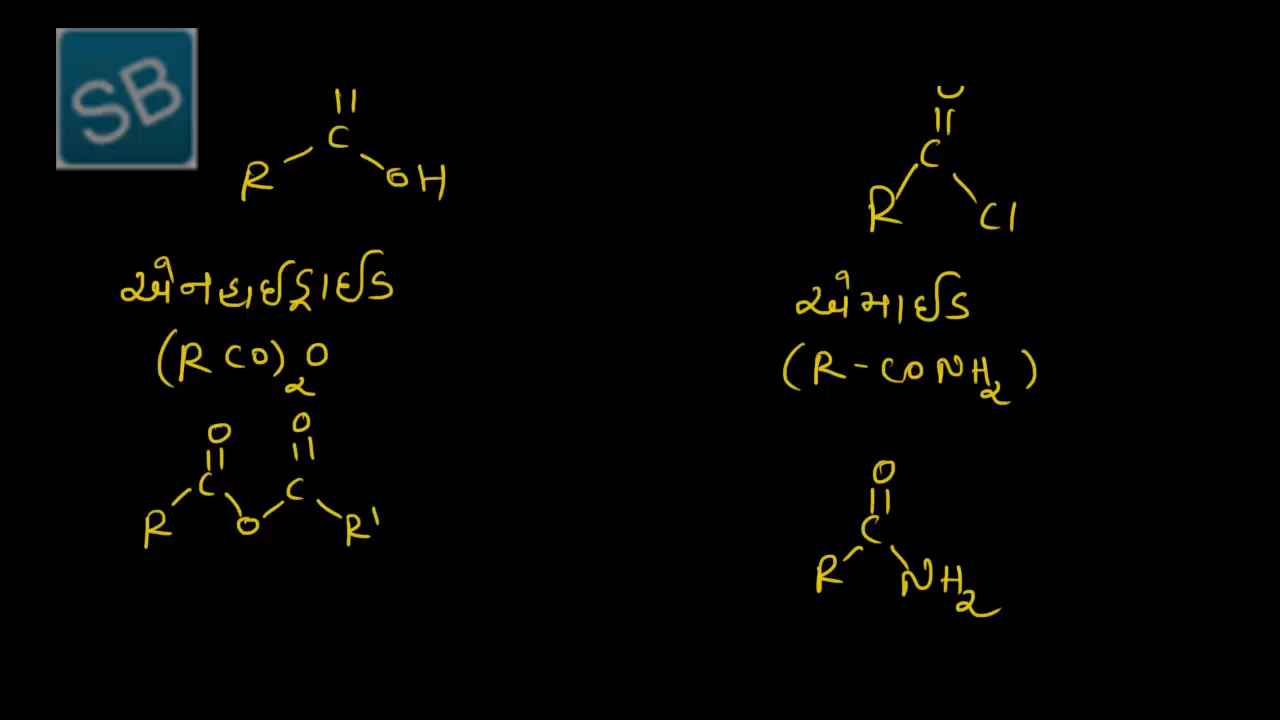 SB
C
R OH
O
C
R Cl
એનહાઈડ્રાઈડ
(RCO)2O
O O
C C
R O R'
એમાઈડ
(R-CONH2)
O
C
R NH2